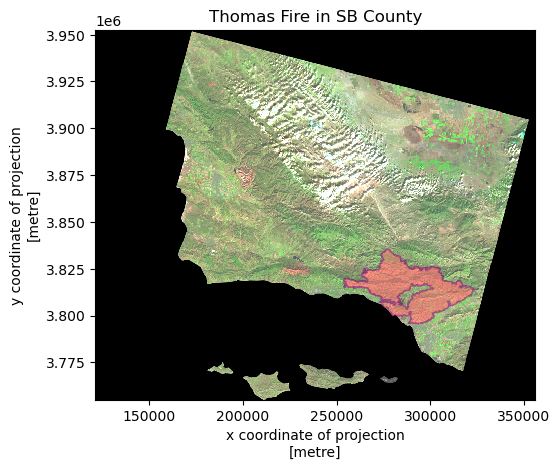 Thomas Fire in SB County
1e6
3.950
3.925
3.900
3.875
3.850
3.825
3.800
3.775
y coordinate of projection
[metre]
150000 200000 250000 300000 350000
x coordinate of projection
[metre]